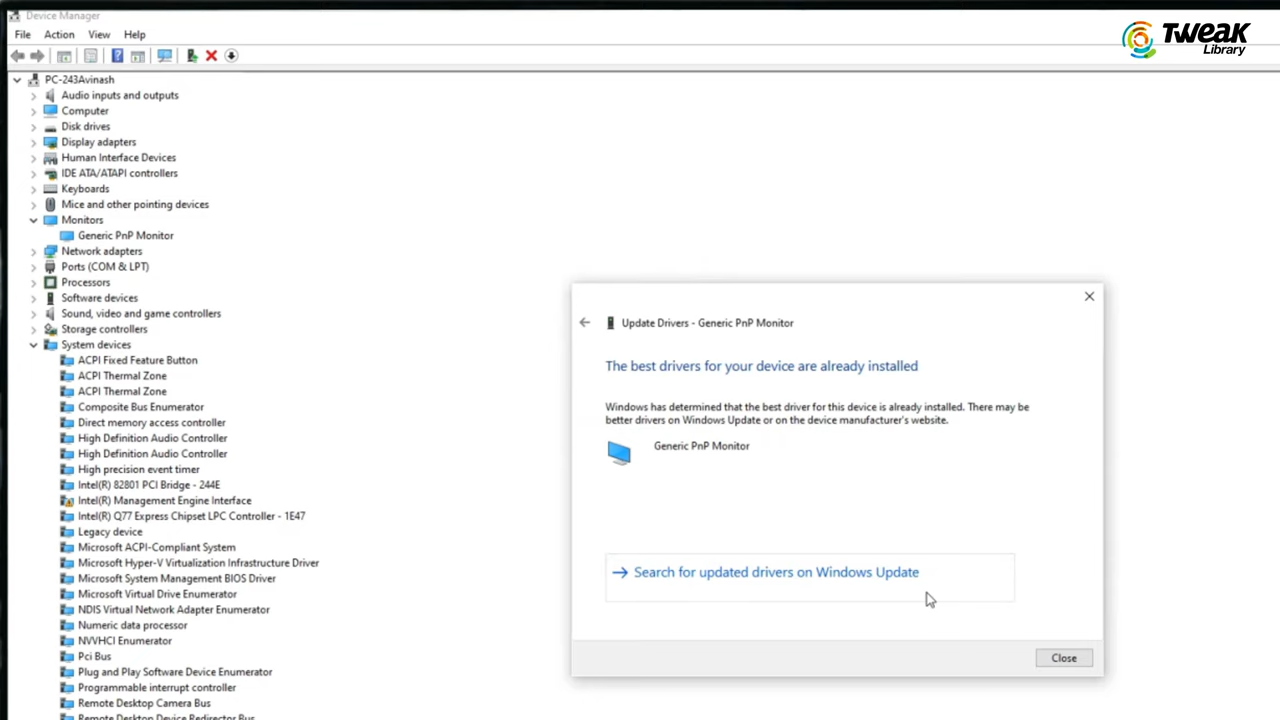 Device Manager
TWEAK
Library
File Action View Help
PC-243Avinash
Audio inputs and outputs
Computer
Disk drives
Display adapters
Human Interface Devices
IDE ATA/ATAPI controllers
Keyboards
Mice and other pointing devices
Monitors
Generic PnP Monitor
Network adapters
Ports (COM & LPT)
Processors
Software devices
Sound, video and game controllers
Storage controllers
System devices
ACPI Fixed Feature Button
ACPI Thermal Zone
ACPI Thermal Zone
Composite Bus Enumerator
Direct memory access controller
High Definition Audio Controller
High Definition Audio Controller
High precision event timer
Intel(R) 82801 PCI Bridge - 244E
Intel(R) Management Engine Interface
Intel(R) Q77 Express Chipset LPC Controller - 1E47
Legacy device
Microsoft ACPI-Compliant System
Microsoft Hyper-V Virtualization Infrastructure Driver
Microsoft System Management BIOS Driver
Microsoft Virtual Drive Enumerator
NDIS Virtual Network Adapter Enumerator
Numeric data processor
NVVHCI Enumerator
Pci Bus
Plug and Play Software Device Enumerator
Programmable interrupt controller
Remote Desktop Camera Bus
Remote Desktop Device Redirector Bus
Update Drivers - Generic PnP Monitor
The best drivers for your device are already installed
Windows has determined that the best driver for this device is already installed. There may be
better drivers on Windows Update or on the device manufacturer's website.
Generic PnP Monitor
Search for updated drivers on Windows Update
Close